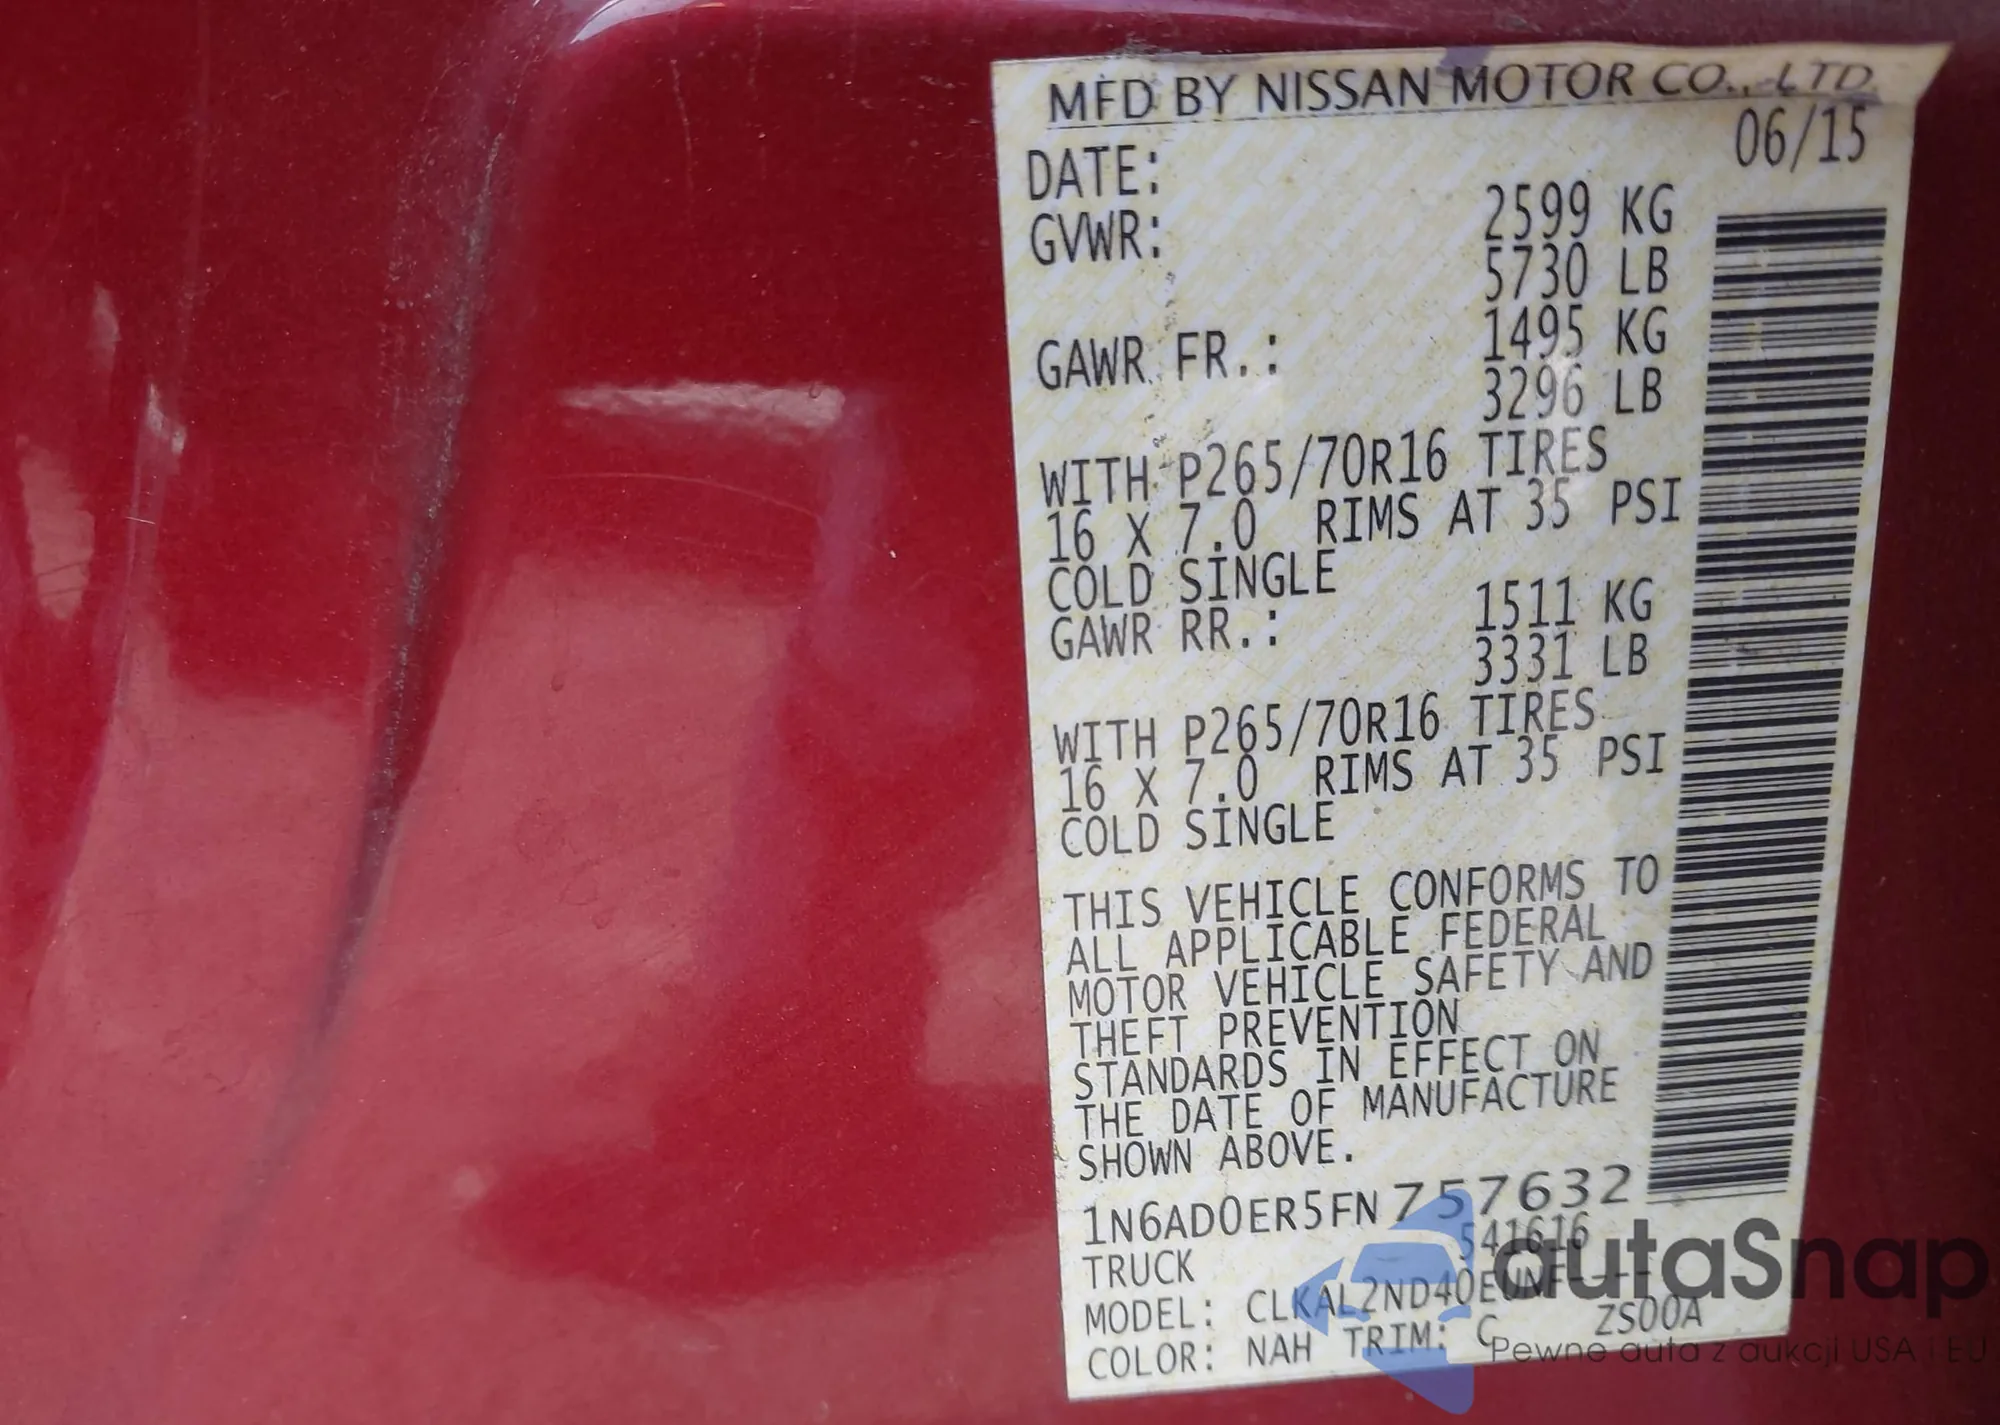 MFD BY NISSAN MOTOR CO., LTD.
DATE: 06/15
GVWR: 2599 KG
5730 LB
GAWR FR.: 1495 KG
3296 LB
WITH P265/70R16 TIRES
16 X 7.0 RIMS AT 35 PSI
COLD SINGLE
GAWR RR.: 1511 KG
3331 LB
WITH P265/70R16 TIRES
16 X 7.0 RIMS AT 35 PSI
COLD SINGLE
THIS VEHICLE CONFORMS TO
ALL APPLICABLE FEDERAL
MOTOR VEHICLE SAFETY AND
THEFT PREVENTION
STANDARDS IN EFFECT ON
THE DATE OF MANUFACTURE
SHOWN ABOVE.
1N6AD0ER5FN757632
TRUCK 541616
MODEL: CLKAL2ND40EUNF----
COLOR: NAH TRIM: C ZS00A
autaSnap
Pewne auta z aukcji USA i EU